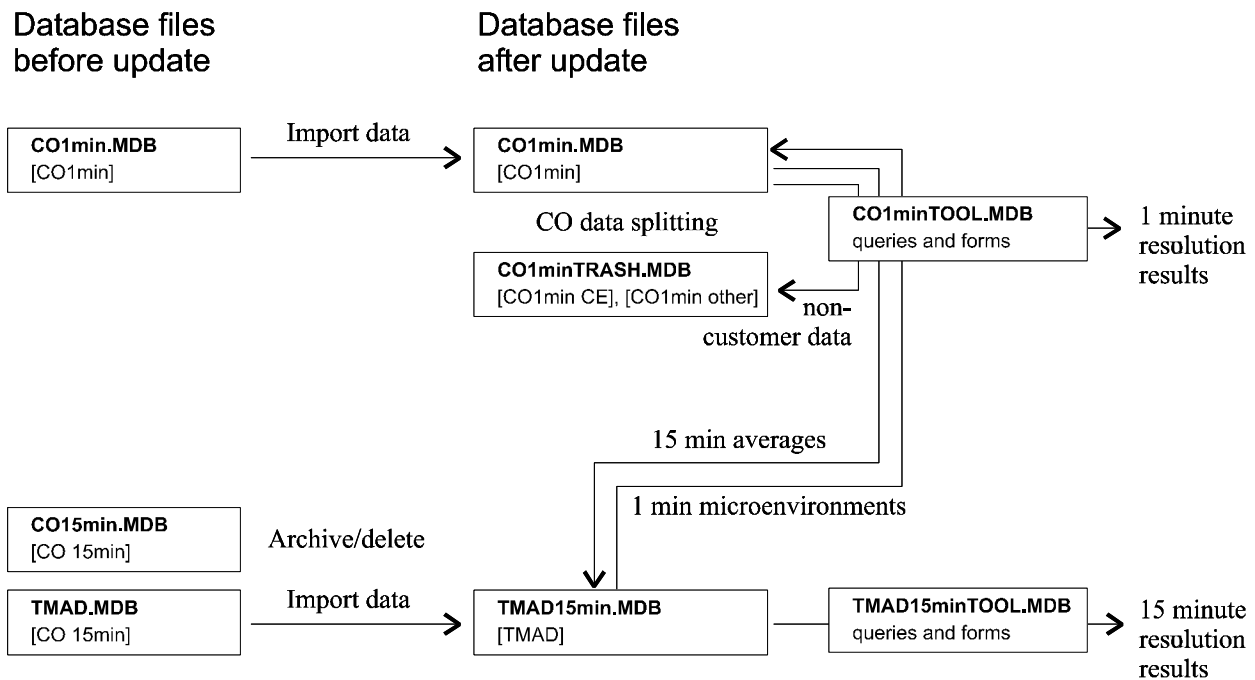 Database files
before update
Database files
after update
CO1min.MDB
[CO1min]
Import data
CO1min.MDB
[CO1min]
CO data splitting
CO1minTOOL.MDB
queries and forms
1 minute
resolution
results
CO1minTRASH.MDB
[CO1min CE], [CO1min other]
non-
customer data
15 min averages
1 min microenvironments
CO15min.MDB
[CO 15min]
Archive/delete
TMAD.MDB
[CO 15min]
Import data
TMAD15min.MDB
[TMAD]
TMAD15minTOOL.MDB
queries and forms
15 minute
resolution
results